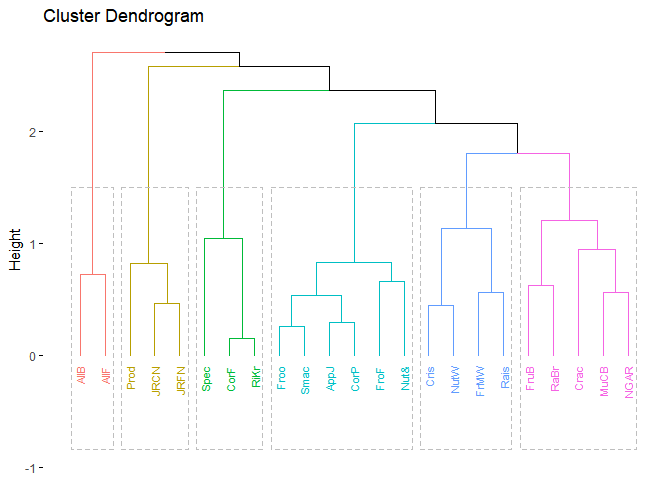 Cluster Dendrogram
Height
2
1
0
-1
AllB
AllF
Prod
JRCN
JRFN
Spec
CorF
RiKr
Froo
Smac
AppJ
CorP
FroF
Nut&
Cris
NutW
FrMW
Rais
FruB
RaBr
Crac
MuCB
NGAR